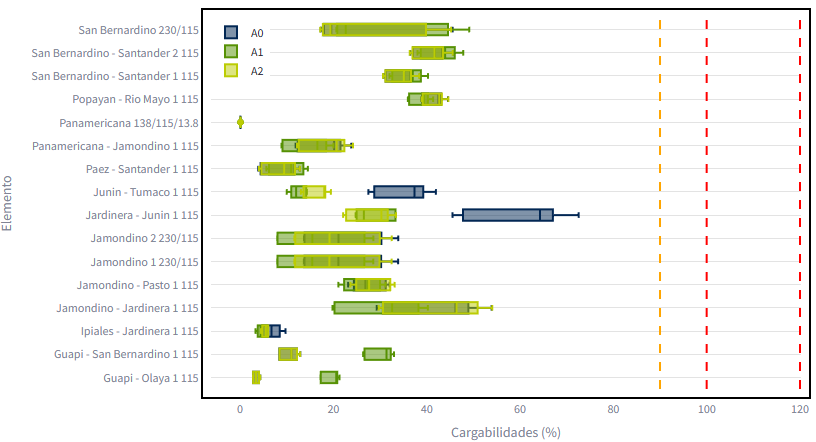 San Bernardino 230/115
San Bernardino - Santander 2 115
San Bernardino - Santander 1 115
Popayan - Rio Mayo 1 115
Panamericana 138/115/13.8
Panamericana - Jamondino 1 115
Paez - Santander 1 115
Junin - Tumaco 1 115
Jardinera - Junin 1 115
Jamondino 2 230/115
Jamondino 1 230/115
Jamondino - Pasto 1 115
Jamondino - Jardinera 1 115
Ipiales - Jardinera 1 115
Guapi - San Bernardino 1 115
Guapi - Olaya 1 115
Elemento
A0
A1
A2
0 20 40 60 80 100 120
Cargabilidades (%)